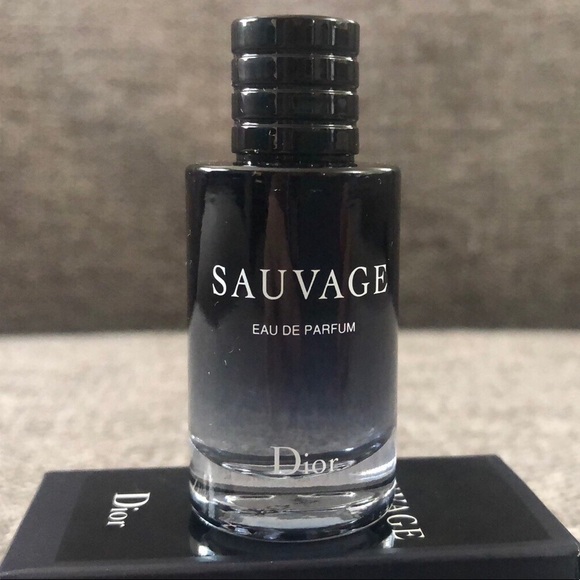 SAUVAGE
EAU DE PARFUM
Dior
Dior